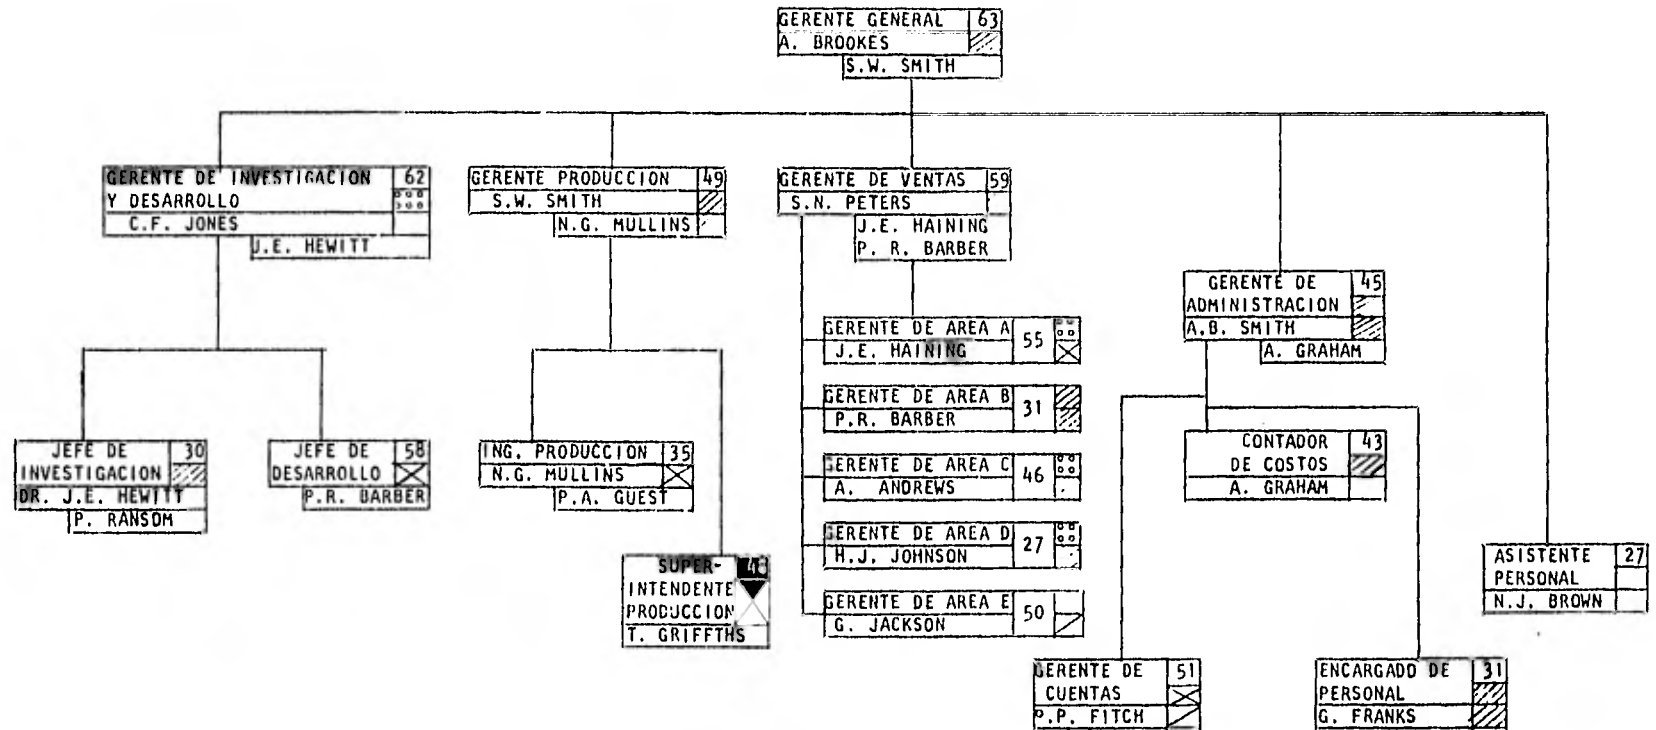 GERENTE GENERAL 63
A. BROOKES
S.W. SMITH
GERENTE DE INVESTIGACION 62
Y DESARROLLO
C.F. JONES
J.E. HEWITT
GERENTE PRODUCCION 49
S.W. SMITH
N.G. MULLINS
GERENTE DE VENTAS 59
S.N. PETERS
J.E. HAINING
P. R. BARBER
GERENTE DE 45
ADMINISTRACION
A.B. SMITH
A. GRAHAM
GERENTE DE AREA A 55
J.E. HAINING
GERENTE DE AREA B 31
P.R. BARBER
GERENTE DE AREA C 46
A. ANDREWS
GERENTE DE AREA D 27
H.J. JOHNSON
GERENTE DE AREA E 50
G. JACKSON
JEFE DE 30
INVESTIGACION
DR. J.E. HEWITT
P. RANSOM
JEFE DE 58
DESARROLLO
P.R. BARBER
ING. PRODUCCION 35
N.G. MULLINS
P.A. GUEST
SUPER-
INTENDENTE
PRODUCCION
T. GRIFFTHS
CONTADOR 43
DE COSTOS
A. GRAHAM
ASISTENTE 27
PERSONAL
N.J. BROWN
GERENTE DE 51
CUENTAS
P.P. FITCH
ENCARGADO DE 31
PERSONAL
G. FRANKS